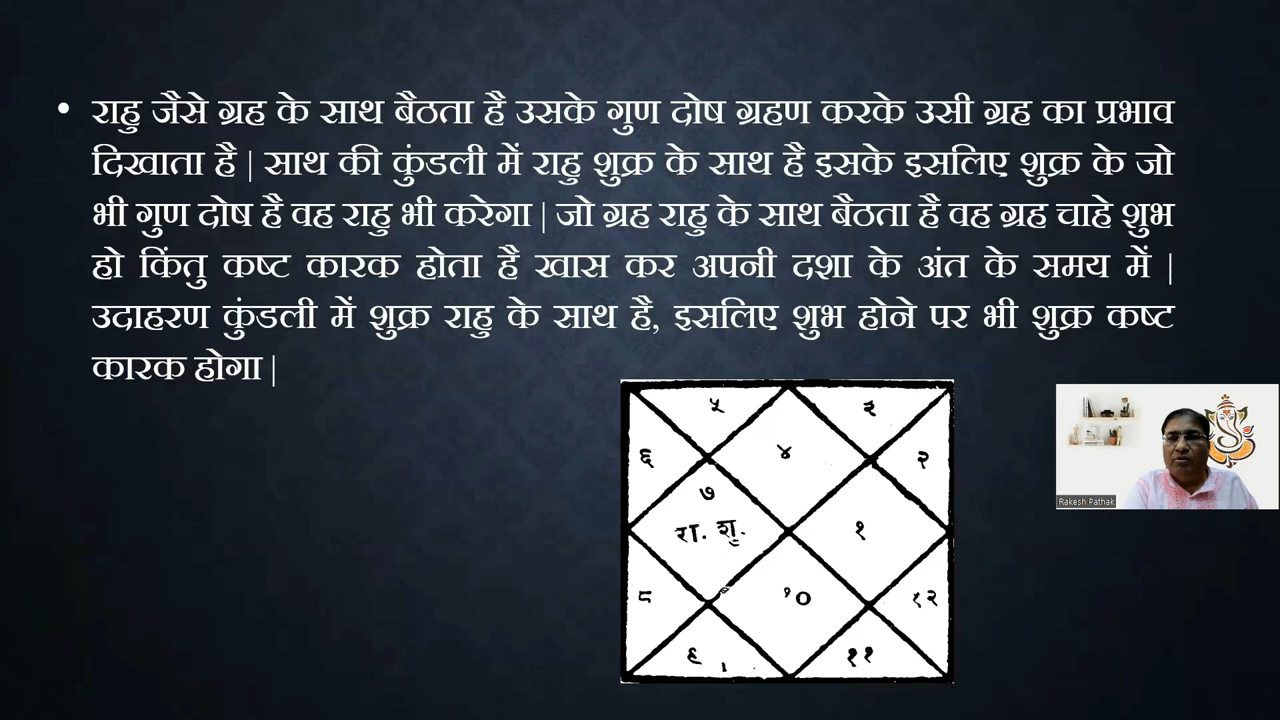 • राहु जैसे ग्रह के साथ बैठता है उसके गुण दोष ग्रहण करके उसी ग्रह का प्रभाव
दिखाता है | साथ की कुंडली में राहु शुक्र के साथ है इसके इसलिए शुक्र के जो
भी गुण दोष है वह राहु भी करेगा | जो ग्रह राहु के साथ बैठता है वह ग्रह चाहे शुभ
हो किंतु कष्ट कारक होता है खास कर अपनी दशा के अंत के समय में |
उदाहरण कुंडली में शुक्र राहु के साथ है, इसलिए शुभ होने पर भी शुक्र कष्ट
कारक होगा |
५ ३
४
६ २
७
रा. शु. १
८ १० १२
९ ११
Rakesh Pathak